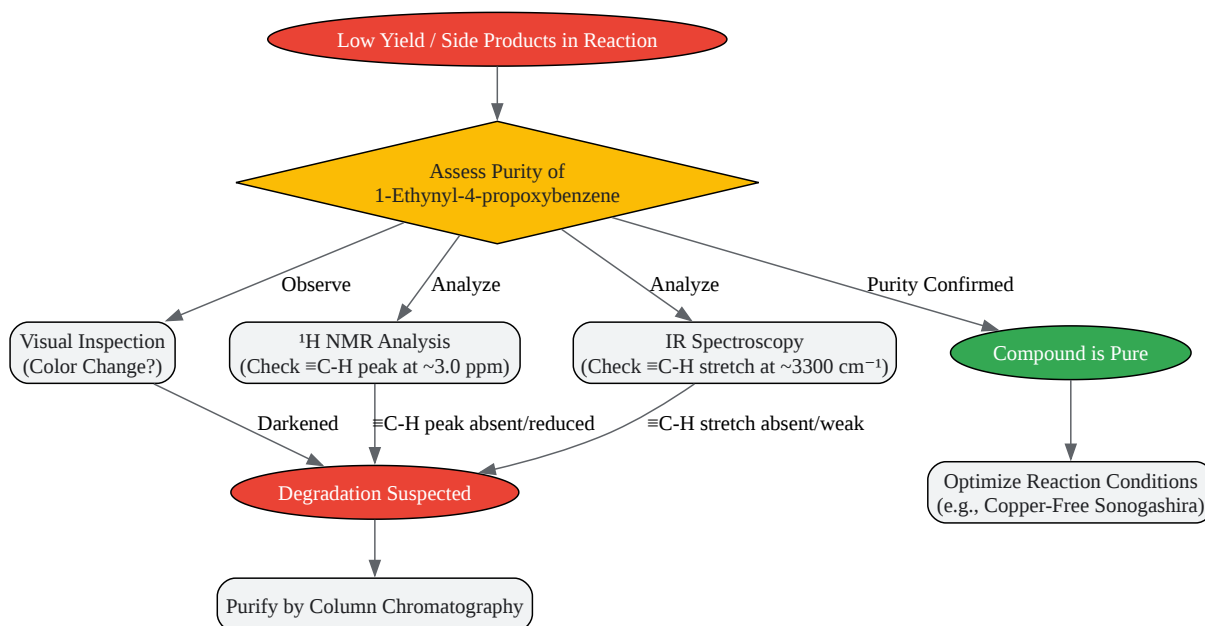 Low Yield / Side Products in Reaction
Assess Purity of
1-Ethynyl-4-propoxybenzene
Observe
Analyze
Analyze
Purity Confirmed
Visual Inspection
(Color Change?)
¹H NMR Analysis
(Check ≡C-H peak at ~3.0 ppm)
IR Spectroscopy
(Check ≡C-H stretch at ~3300 cm⁻¹)
Compound is Pure
Darkened
≡C-H peak absent/reduced
≡C-H stretch absent/weak
Degradation Suspected
Optimize Reaction Conditions
(e.g., Copper-Free Sonogashira)
Purify by Column Chromatography